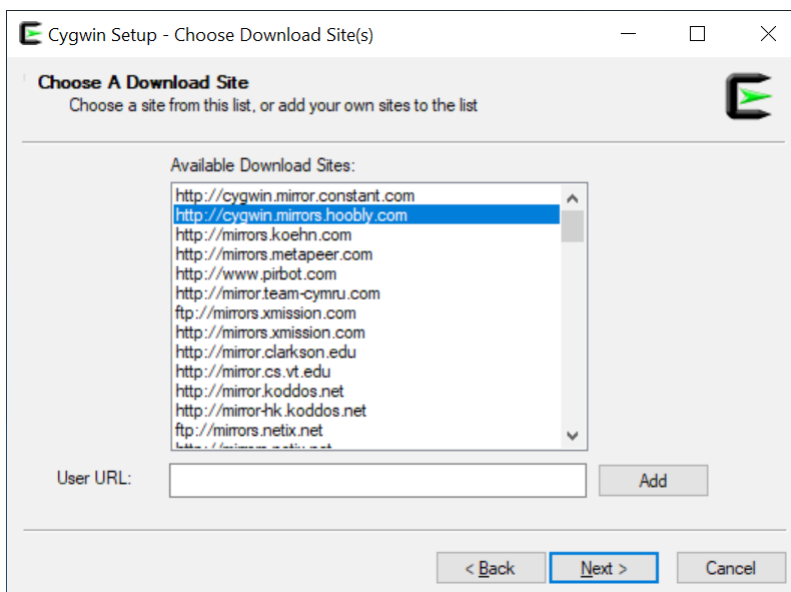 Cygwin Setup - Choose Download Site(s)
Choose A Download Site
Choose a site from this list, or add your own sites to the list
Available Download Sites:
http://cygwin.mirror.constant.com
http://cygwin.mirrors.hoobly.com
http://mirrors.koehn.com
http://mirrors.metapeer.com
http://www.pirbot.com
http://mirror.team-cymru.com
ftp://mirrors.xmission.com
http://mirrors.xmission.com
http://mirror.clarkson.edu
http://mirror.cs.vt.edu
http://mirror.koddos.net
http://mirror-hk.koddos.net
ftp://mirrors.netix.net
User URL:
Add
< Back
Next >
Cancel